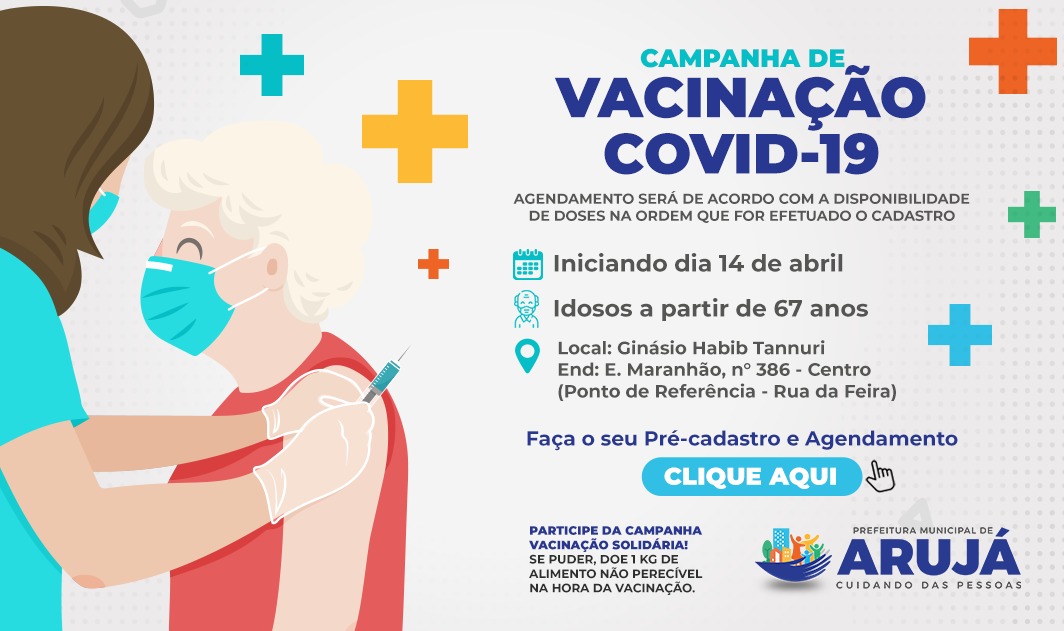 CAMPANHA DE
VACINAÇÃO
COVID-19
AGENDAMENTO SERÁ DE ACORDO COM A DISPONIBILIDADE
DE DOSES NA ORDEM QUE FOR EFETUADO O CADASTRO
Iniciando dia 14 de abril
Idosos a partir de 67 anos
Local: Ginásio Habib Tannuri
End: E. Maranhão, n° 386 - Centro
(Ponto de Referência - Rua da Feira)
Faça o seu Pré-cadastro e Agendamento
CLIQUE AQUI
PARTICIPE DA CAMPANHA
VACINAÇÃO SOLIDÁRIA!
SE PUDER, DOE 1 KG DE
ALIMENTO NÃO PERECÍVEL
NA HORA DA VACINAÇÃO.
PREFEITURA MUNICIPAL DE
ARUJÁ
CUIDANDO DAS PESSOAS